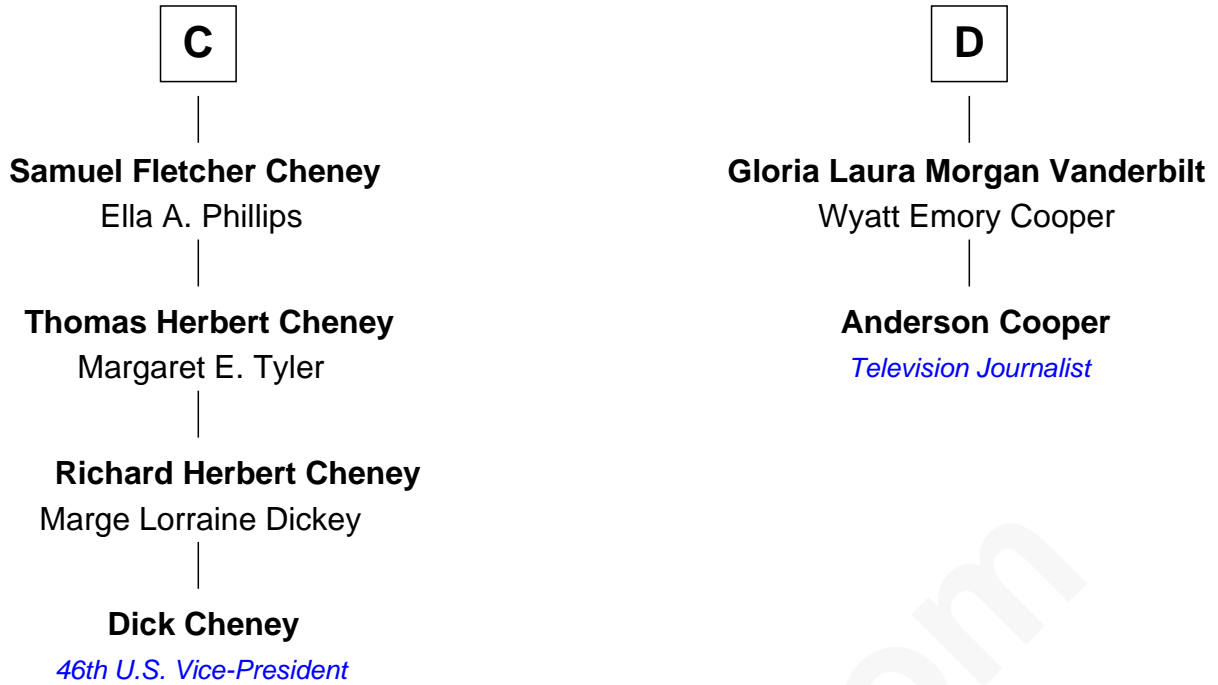 C
Samuel Fletcher Cheney
Ella A. Phillips
Thomas Herbert Cheney
Margaret E. Tyler
Richard Herbert Cheney
Marge Lorraine Dickey
Dick Cheney
46th U.S. Vice-President
D
Gloria Laura Morgan Vanderbilt
Wyatt Emory Cooper
Anderson Cooper
Television Journalist
om